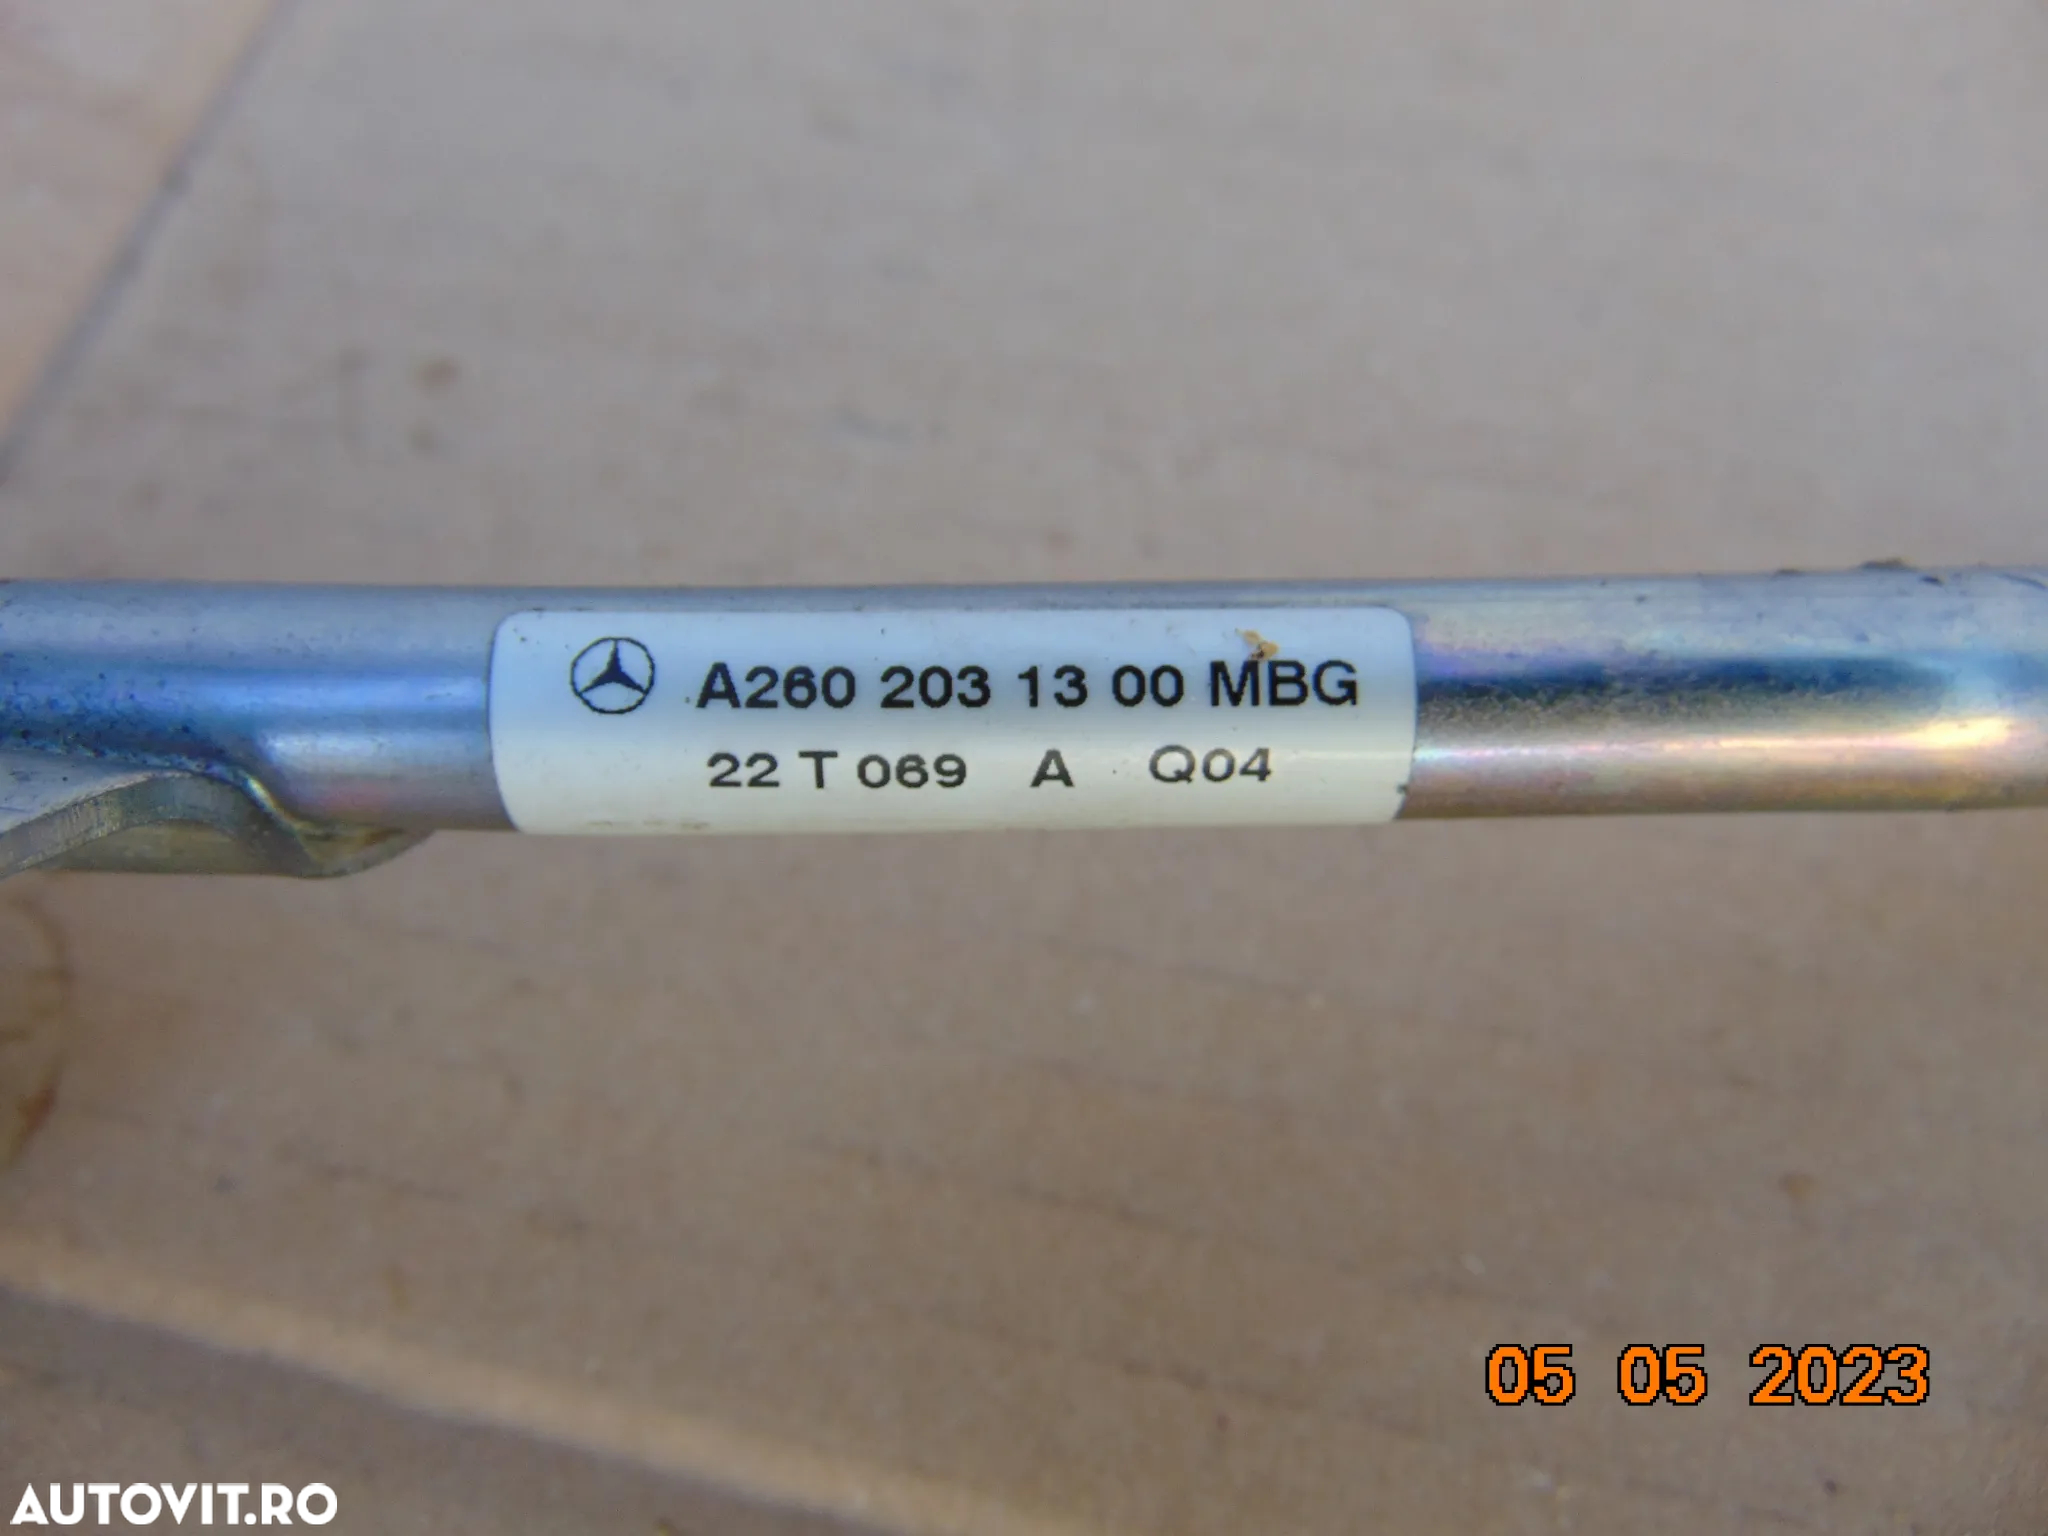 A260 203 13 00 MBG
22 T 069 A Q04
05 05 2023
AUTOVIT.RO